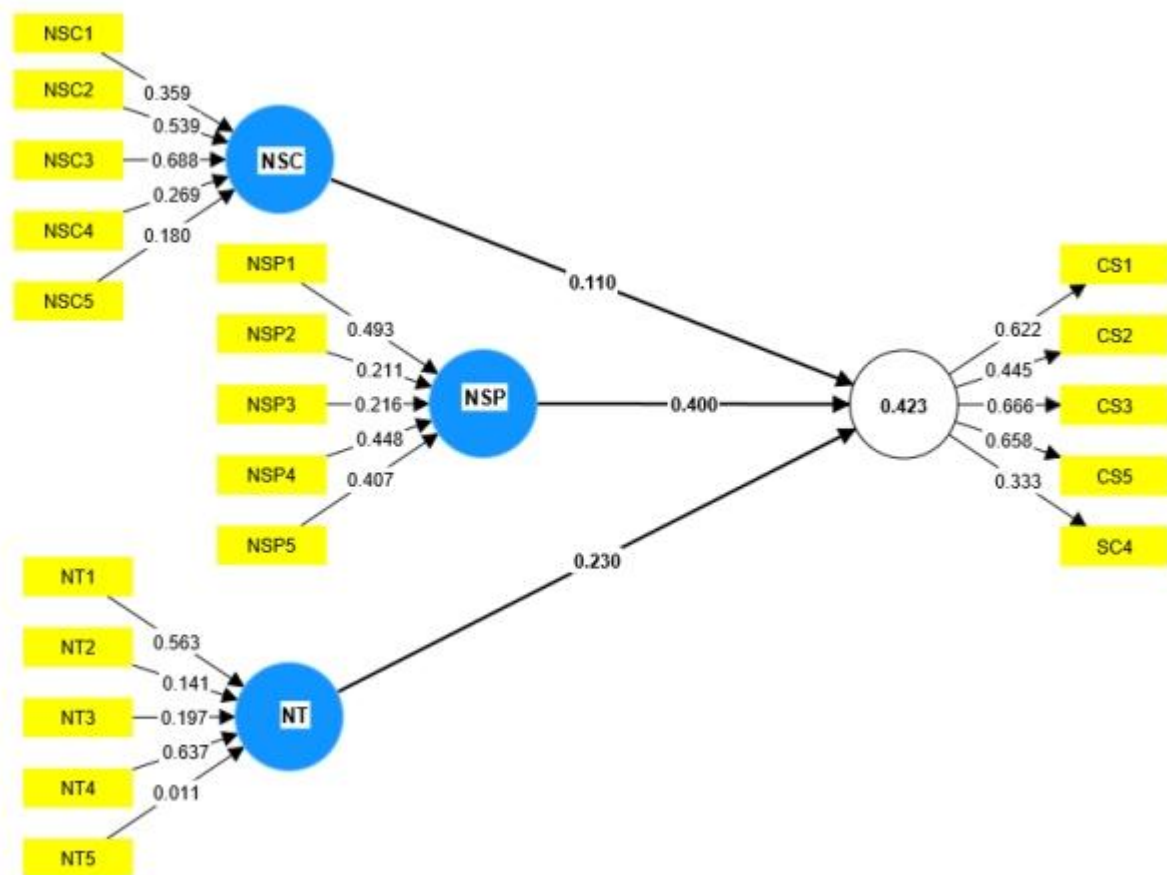 NSC1
NSC2
NSC3
NSC4
NSC5
0.359
0.539
0.688
0.269
0.180
NSC
NSP1
NSP2
NSP3
NSP4
NSP5
0.493
0.211
0.216
0.448
0.407
NSP
NT1
NT2
NT3
NT4
NT5
0.563
0.141
0.197
0.637
0.011
NT
0.110
0.400
0.230
0.423
0.622
0.445
0.666
0.658
0.333
CS1
CS2
CS3
CS5
SC4